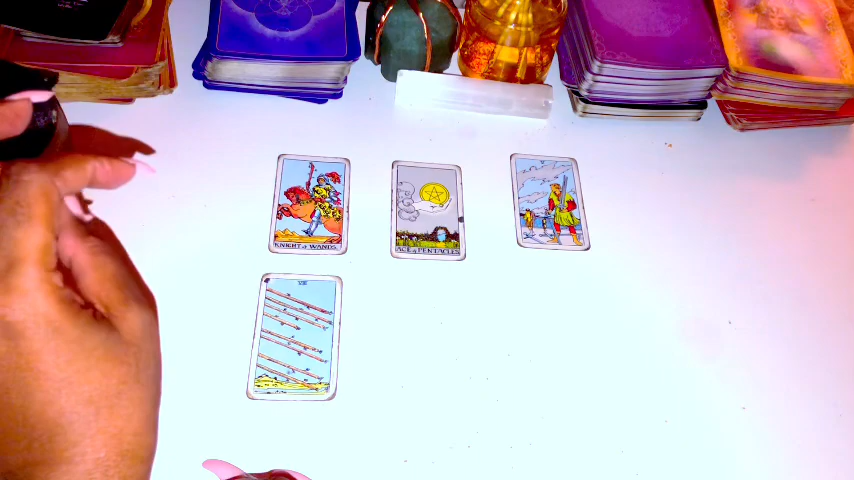 KNIGHT of WANDS.
ACE of PENTACLES.
VIII